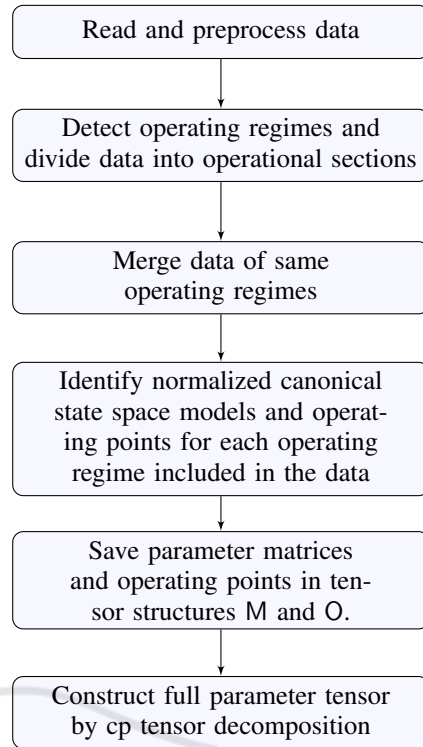 Read and preprocess data
Detect operating regimes and
divide data into operational sections
Merge data of same
operating regimes
Identify normalized canonical
state space models and operat-
ing points for each operating
regime included in the data
Save parameter matrices
and operating points in ten-
sor structures M and O.
Construct full parameter tensor
by cp tensor decomposition